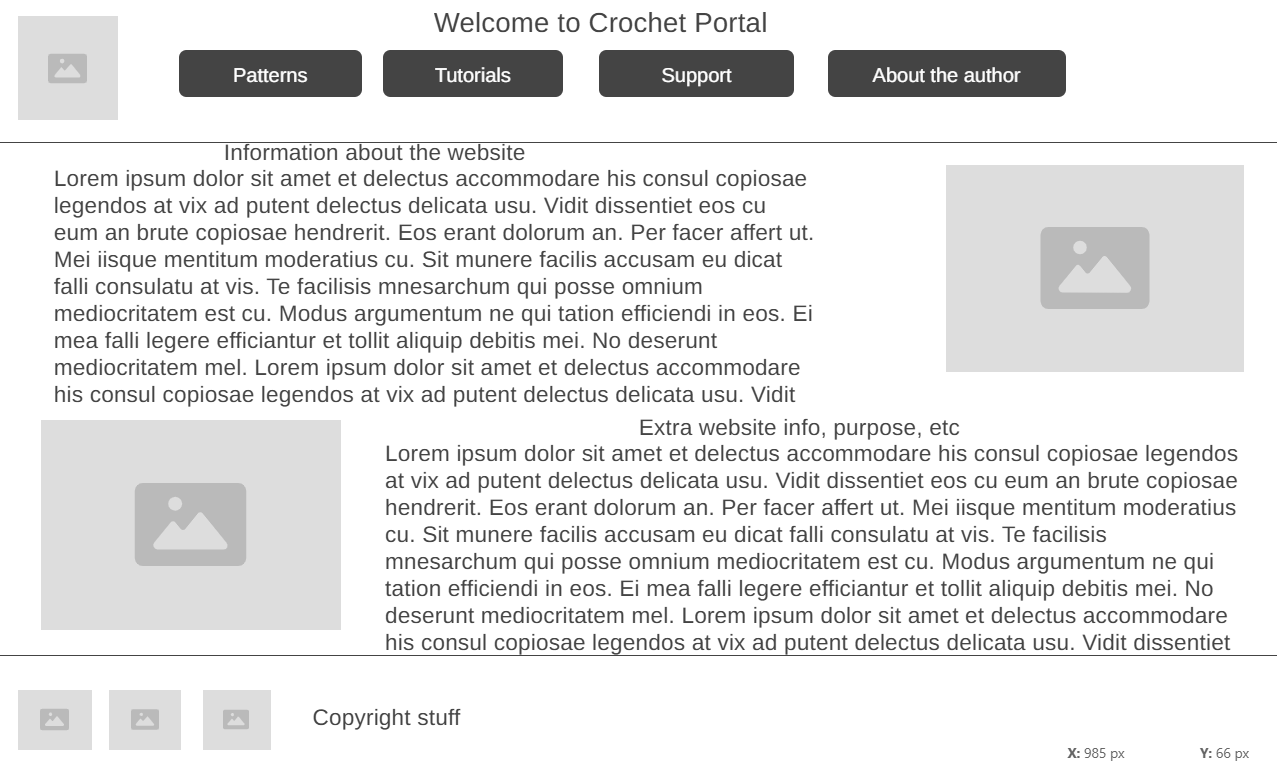 Welcome to Crochet Portal
Patterns
Tutorials
Support
About the author
Information about the website
Lorem ipsum dolor sit amet et delectus accommodare his consul copiosae
legendos at vix ad putent delectus delicata usu. Vidit dissentiet eos cu
eum an brute copiosae hendrerit. Eos erant dolorum an. Per facer affert ut.
Mei iisque mentitum moderatius cu. Sit munere facilis accusam eu dicat
falli consulatu at vis. Te facilisis mnesarchum qui posse omnium
mediocritatem est cu. Modus argumentum ne qui tation efficiendi in eos. Ei
mea falli legere efficiantur et tollit aliquip debitis mei. No deserunt
mediocritatem mel. Lorem ipsum dolor sit amet et delectus accommodare
his consul copiosae legendos at vix ad putent delectus delicata usu. Vidit
Extra website info, purpose, etc
Lorem ipsum dolor sit amet et delectus accommodare his consul copiosae legendos
at vix ad putent delectus delicata usu. Vidit dissentiet eos cu eum an brute copiosae
hendrerit. Eos erant dolorum an. Per facer affert ut. Mei iisque mentitum moderatius
cu. Sit munere facilis accusam eu dicat falli consulatu at vis. Te facilisis
mnesarchum qui posse omnium mediocritatem est cu. Modus argumentum ne qui
tation efficiendi in eos. Ei mea falli legere efficiantur et tollit aliquip debitis mei. No
deserunt mediocritatem mel. Lorem ipsum dolor sit amet et delectus accommodare
his consul copiosae legendos at vix ad putent delectus delicata usu. Vidit dissentiet
Copyright stuff
X: 985 px
Y: 66 px